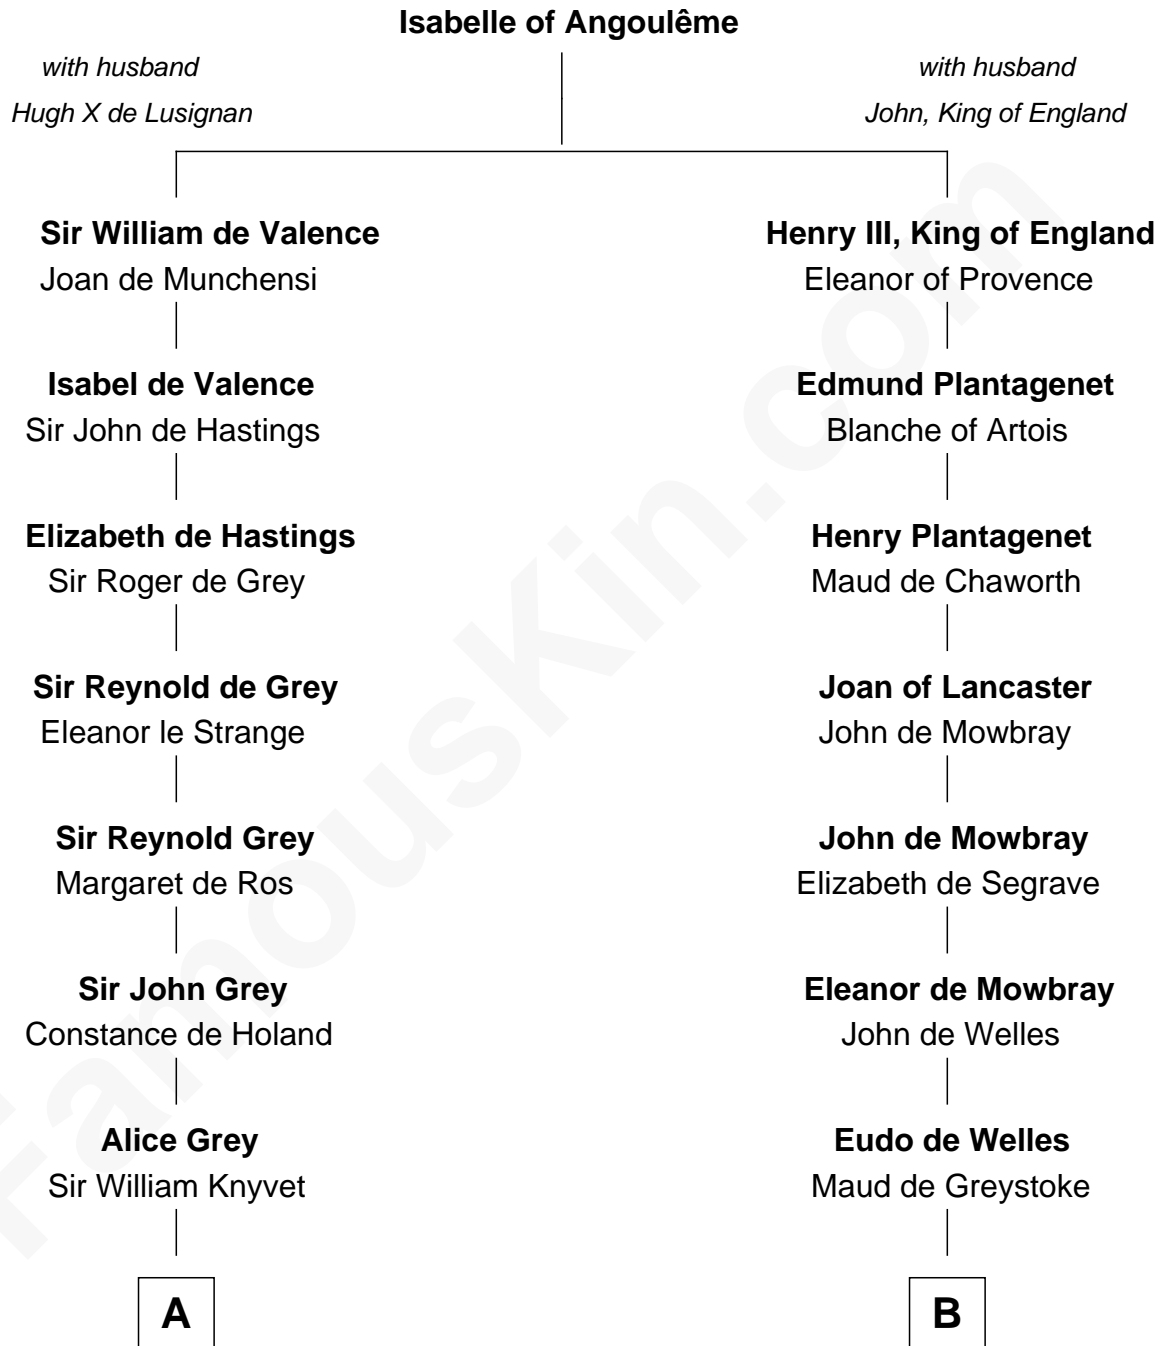 Isabelle of Angoulême
with husband
Hugh X de Lusignan
with husband
John, King of England
Sir William de Valence
Joan de Munchensi
Henry III, King of England
Eleanor of Provence
Isabel de Valence
Sir John de Hastings
Edmund Plantagenet
Blanche of Artois
Elizabeth de Hastings
Sir Roger de Grey
Henry Plantagenet
Maud de Chaworth
Sir Reynold de Grey
Eleanor le Strange
Joan of Lancaster
John de Mowbray
Sir Reynold Grey
Margaret de Ros
John de Mowbray
Elizabeth de Segrave
Sir John Grey
Constance de Holand
Eleanor de Mowbray
John de Welles
Alice Grey
Sir William Knyvet
Eudo de Welles
Maud de Greystoke
A
B
FamousKin.com